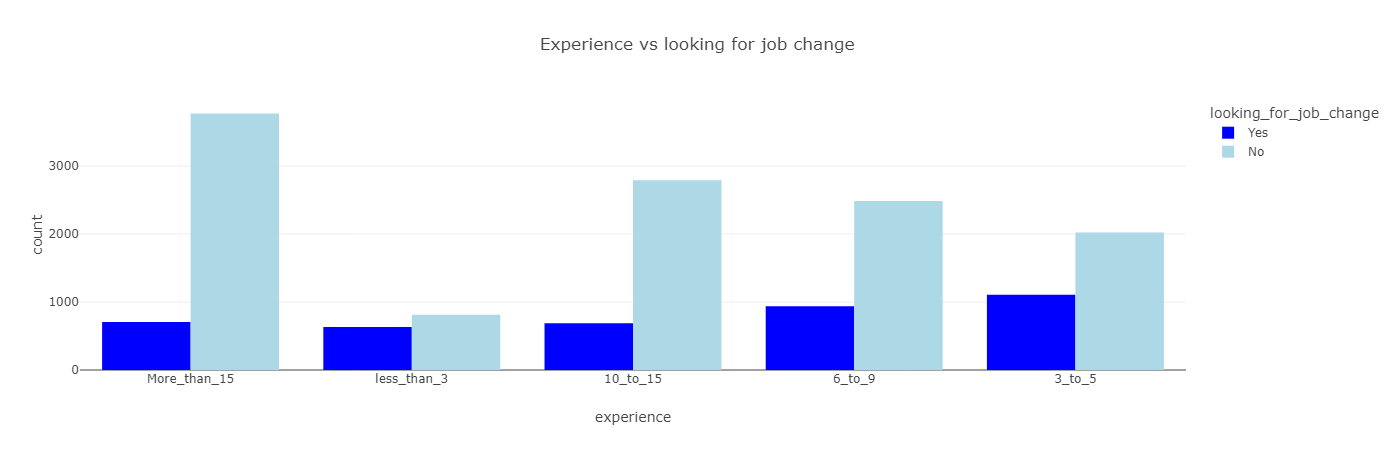 Experience vs looking for job change
looking_for_job_change
Yes
No
count
3000
2000
1000
0
More_than_15
less_than_3
10_to_15
6_to_9
3_to_5
experience